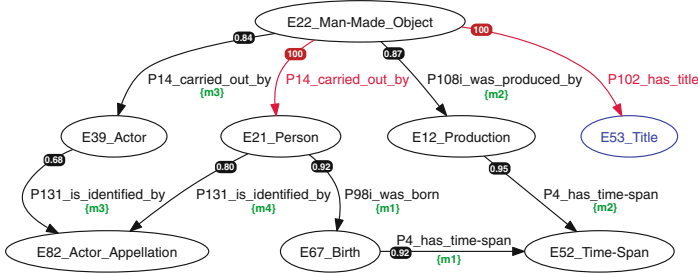 E22_Man-Made_Object
0.84
100
0.87
100
P14_carried_out_by
{m3}
P14_carried_out_by
P108i_was_produced_by
{m2}
P102_has_title
E39_Actor
E21_Person
E12_Production
E53_Title
0.68
0.80
0.92
0.95
P131_is_identified_by
{m3}
P131_is_identified_by
{m4}
P98i_was_born
{m1}
P4_has_time-span
{m2}
E82_Actor_Appellation
E67_Birth
0.92
P4_has_time-span
{m1}
E52_Time-Span